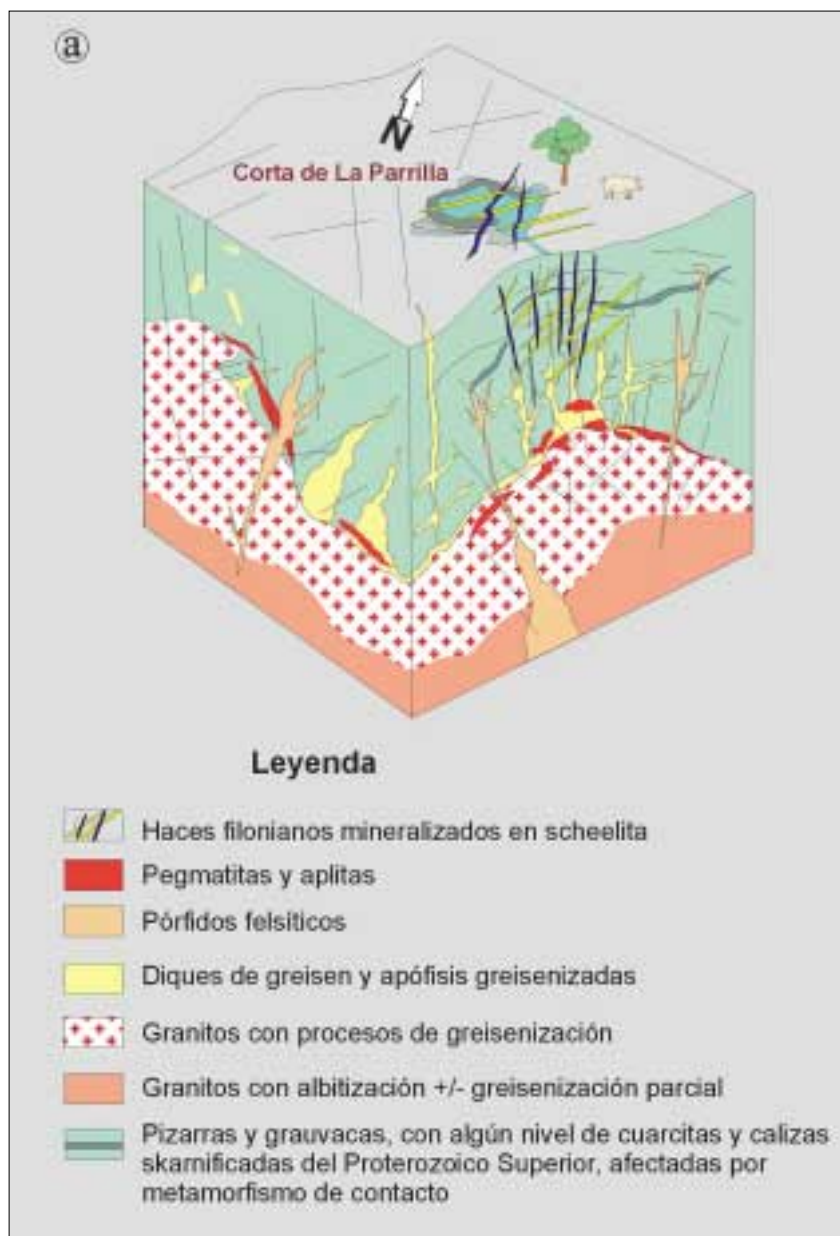 a
N
Corta de La Parrilla
Leyenda
Haces filonianos mineralizados en scheelita
Pegmatitas y aplitas
Pórfidos felsíticos
Diques de greisen y apófisis greisenizadas
Granitos con procesos de greisenización
Granitos con albitización +/- greisenización parcial
Pizarras y grauvacas, con algún nivel de cuarcitas y calizas
skarnificadas del Proterozoico Superior, afectadas por
metamorfismo de contacto